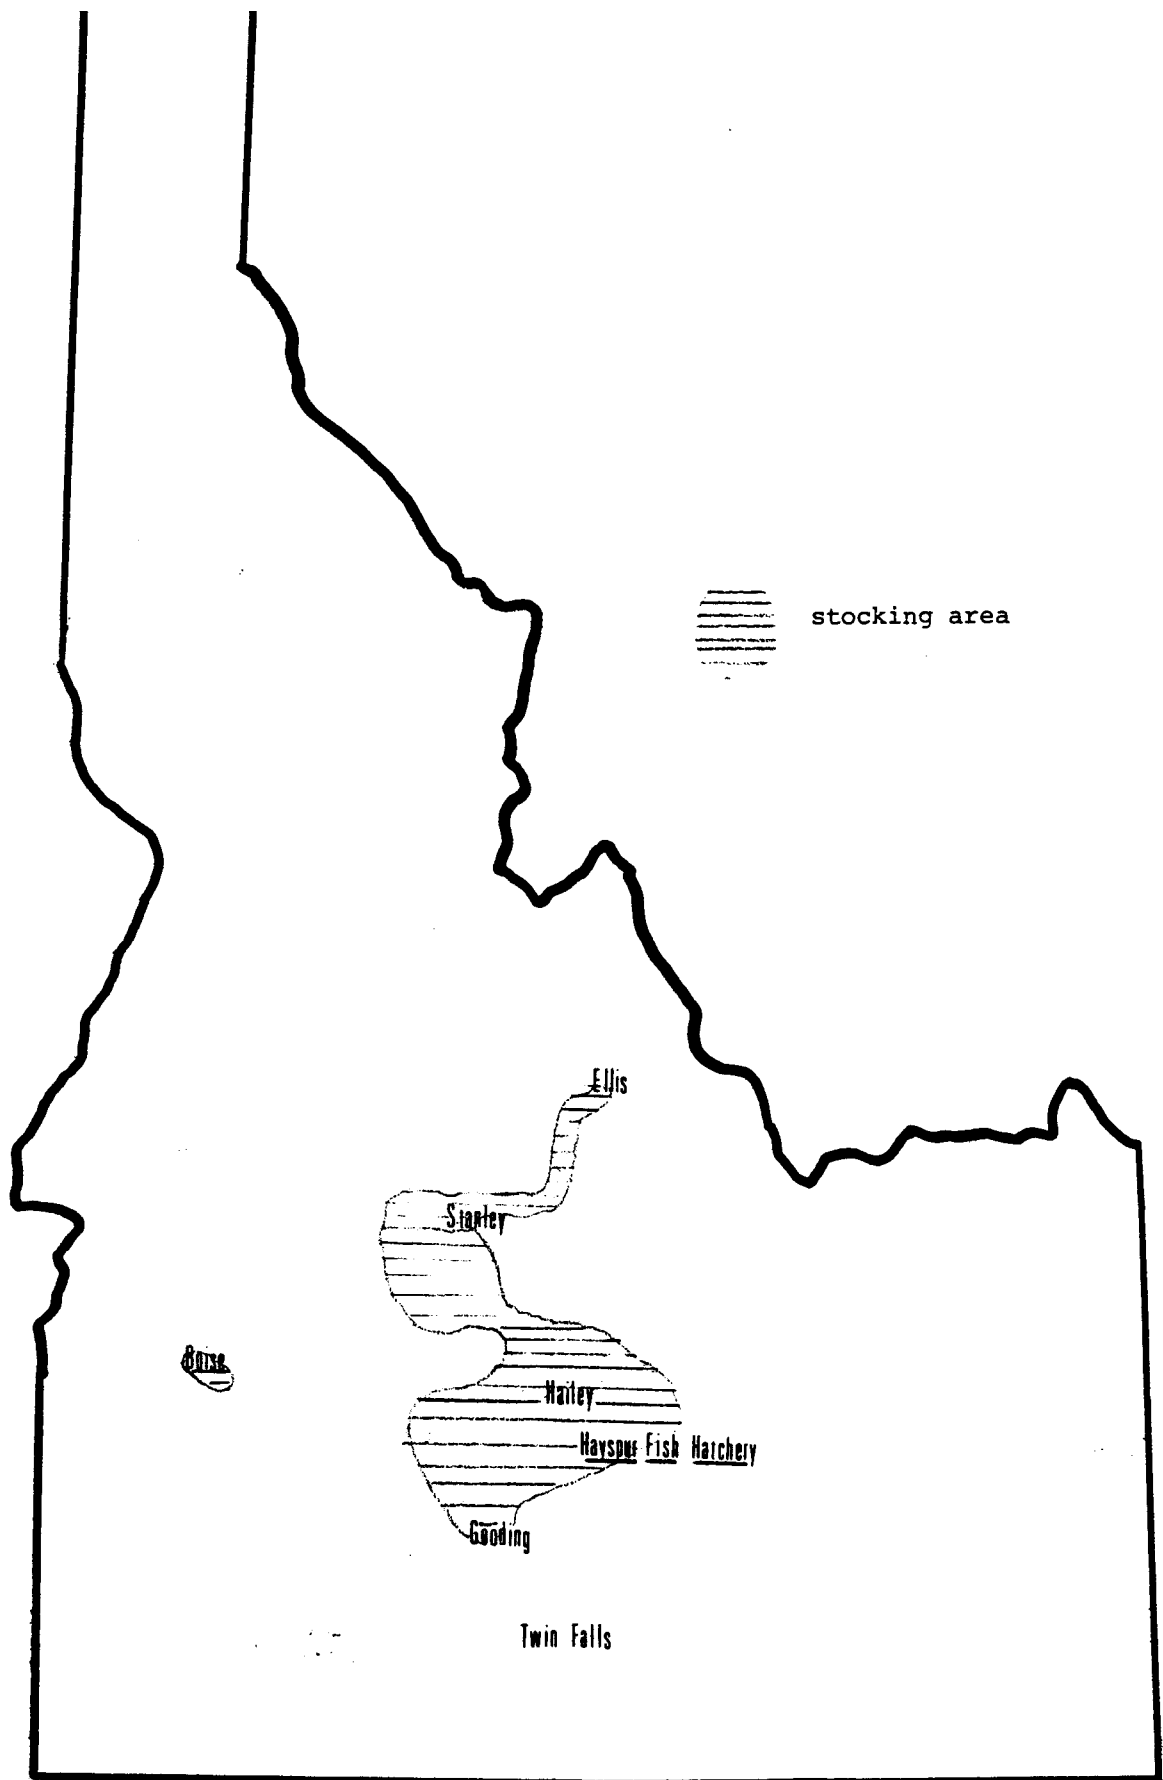 stocking area
Ellis
Stanley
Boise
Hailey
Hayspur Fish Hatchery
Gooding
Twin Falls